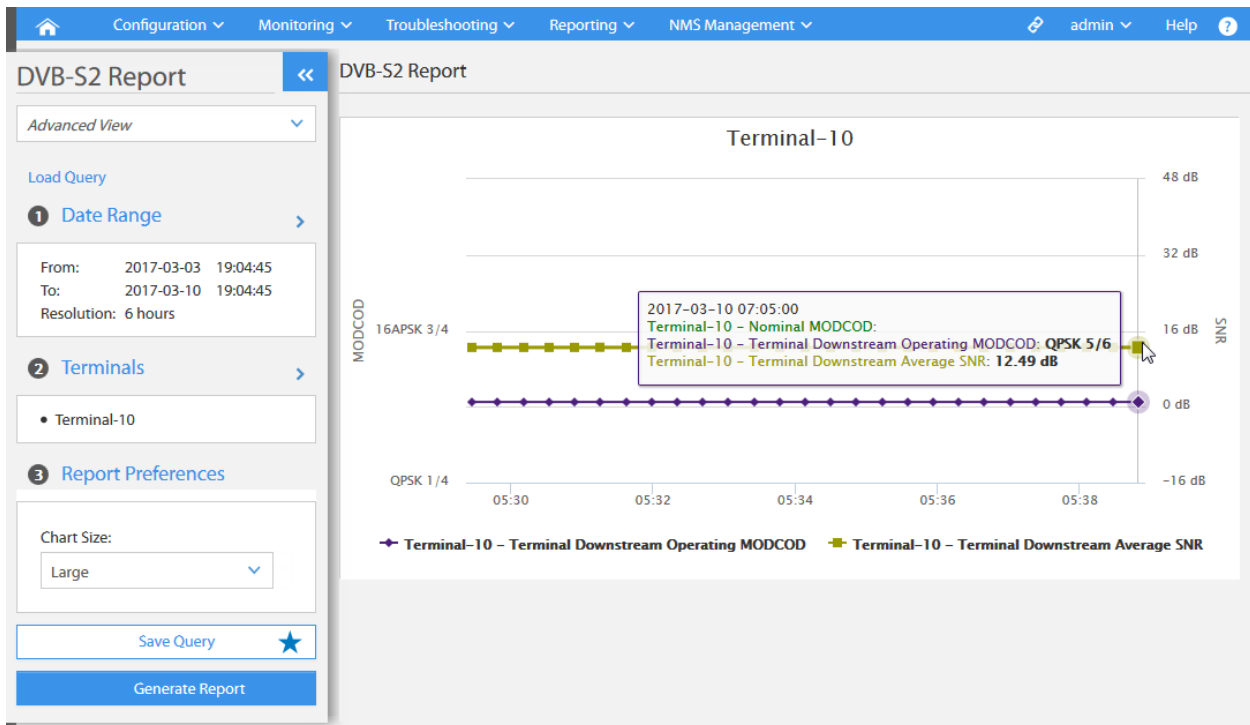 Configuration Monitoring Troubleshooting Reporting NMS Management admin Help ?
DVB-S2 Report
Advanced View
Load Query
1 Date Range
From: 2017-03-03 19:04:45
To: 2017-03-10 19:04:45
Resolution: 6 hours
2 Terminals
• Terminal-10
3 Report Preferences
Chart Size:
Large
Save Query
Generate Report
DVB-S2 Report
Terminal-10
MODCOD
16APSK 3/4
QPSK 1/4
48 dB
32 dB
16 dB
0 dB
-16 dB
SNR
2017-03-10 07:05:00
Terminal-10 - Nominal MODCOD:
Terminal-10 - Terminal Downstream Operating MODCOD: QPSK 5/6
Terminal-10 - Terminal Downstream Average SNR: 12.49 dB
05:30 05:32 05:34 05:36 05:38
Terminal-10 - Terminal Downstream Operating MODCOD Terminal-10 - Terminal Downstream Average SNR